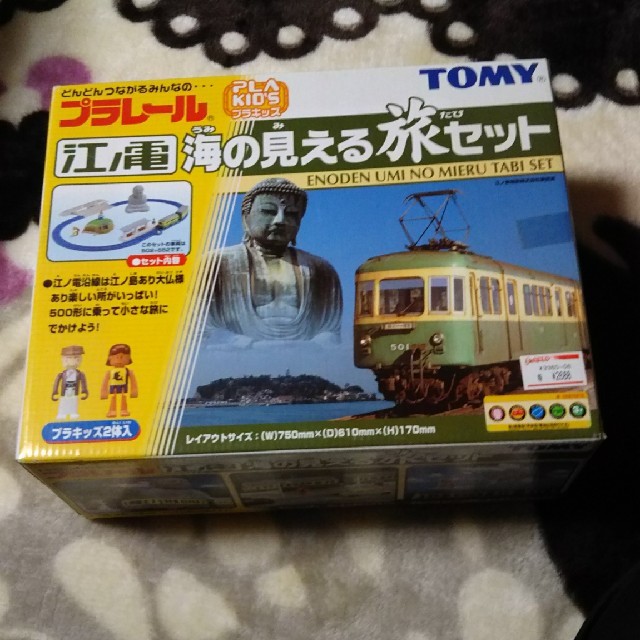 どんどんつながるみんなの・・・
プラレール®
PLA KID'S
プラキッズ
TOMY®
江ノ電 海の見える旅セット
うみ み たび
ENODEN UMI NO MIERU TABI SET
●セット内容
●江ノ電沿線は江ノ島あり大仏様
あり楽しい所がいっぱい！
500形に乗って小さな旅に
でかけよう！
プラキッズ2体入
501
レイアウトサイズ：(W)750mm×(D)610mm×(H)170mm